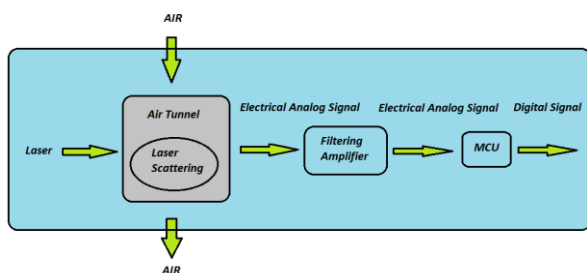 AIR
Air Tunnel
Electrical Analog Signal
Electrical Analog Signal
Digital Signal
Laser
Laser
Scattering
Filtering
Amplifier
MCU
AIR